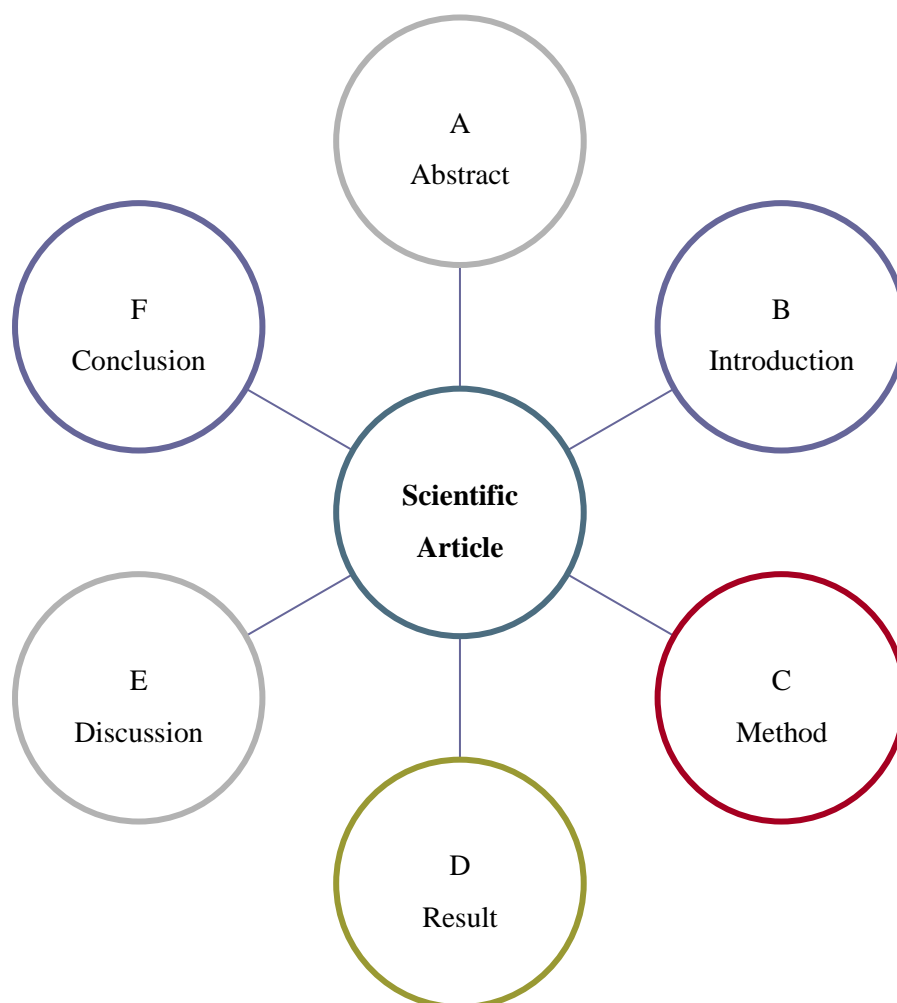 A
Abstract
B
Introduction
C
Method
D
Result
E
Discussion
F
Conclusion
Scientific
Article